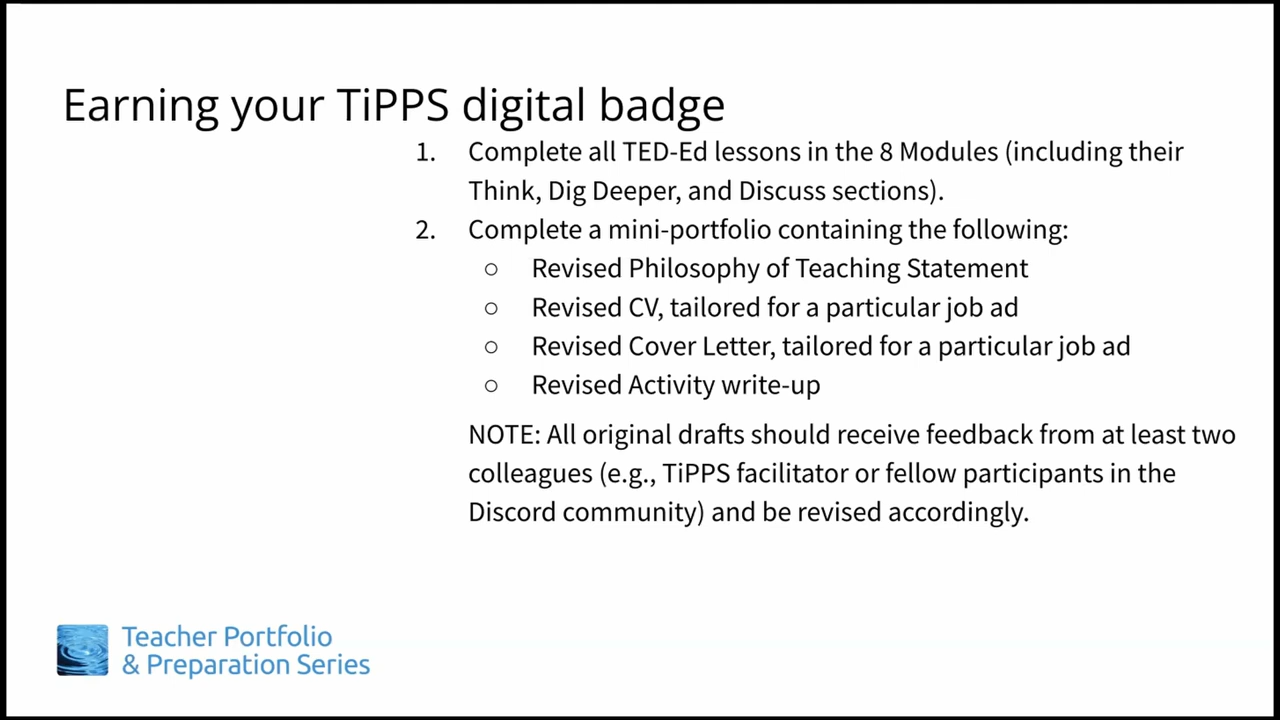 Earning your TiPPS digital badge
1. Complete all TED-Ed lessons in the 8 Modules (including their
Think, Dig Deeper, and Discuss sections).
2. Complete a mini-portfolio containing the following:
○ Revised Philosophy of Teaching Statement
○ Revised CV, tailored for a particular job ad
○ Revised Cover Letter, tailored for a particular job ad
○ Revised Activity write-up
NOTE: All original drafts should receive feedback from at least two
colleagues (e.g., TiPPS facilitator or fellow participants in the
Discord community) and be revised accordingly.
Teacher Portfolio
& Preparation Series